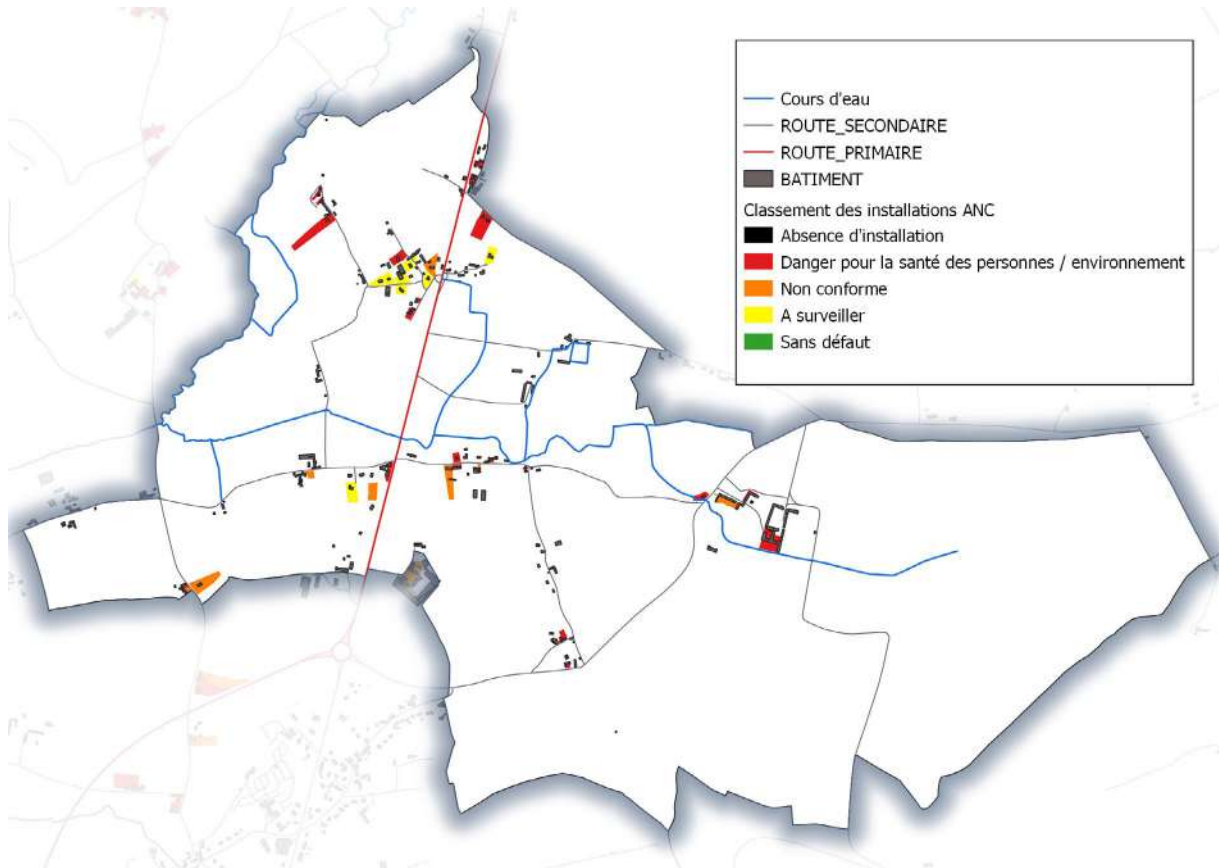 Cours d'eau
ROUTE_SECONDAIRE
ROUTE_PRIMAIRE
BATIMENT
Classement des installations ANC
Absence d'installation
Danger pour la santé des personnes / environnement
Non conforme
A surveiller
Sans défaut